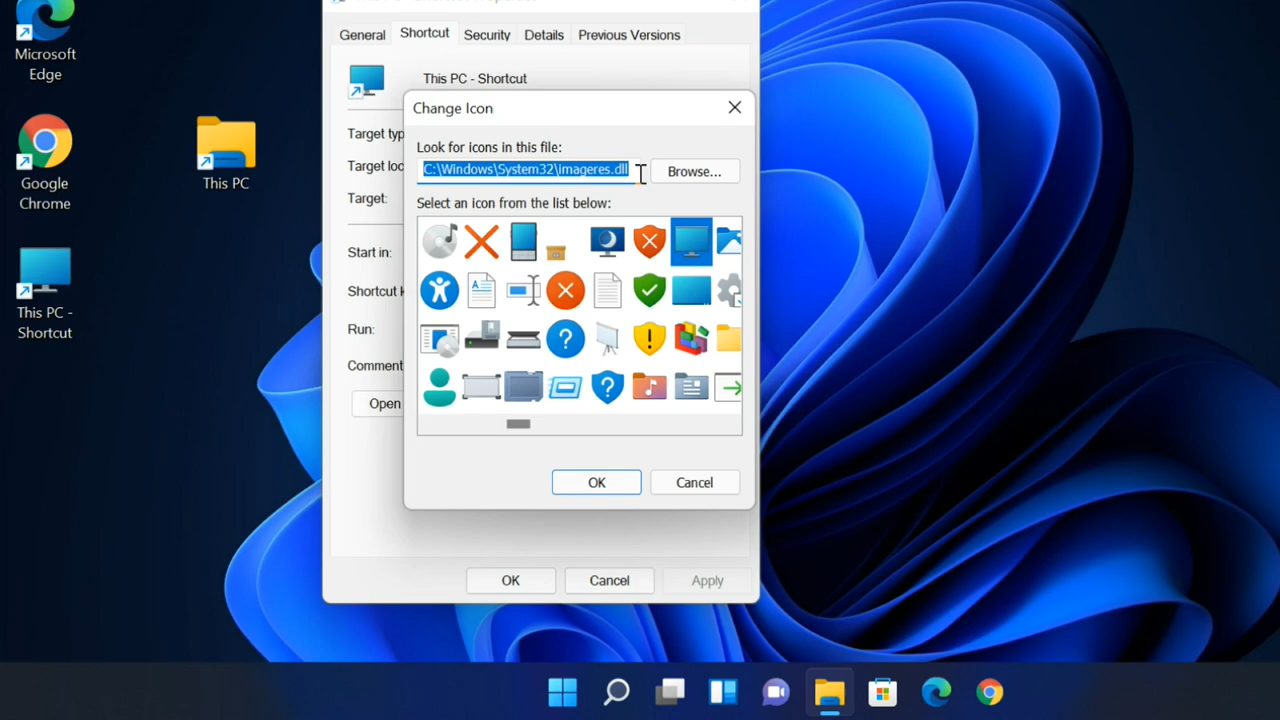 Microsoft
Edge
Google
Chrome
This PC
This PC -
Shortcut
General
Shortcut
Security
Details
Previous Versions
This PC - Shortcut
Target typ
Target loc
Target:
Start in:
Shortcut k
Run:
Comment
Open
Change Icon
Look for icons in this file:
C:\Windows\System32\imageres.dll
Browse...
Select an icon from the list below:
OK
Cancel
OK
Cancel
Apply